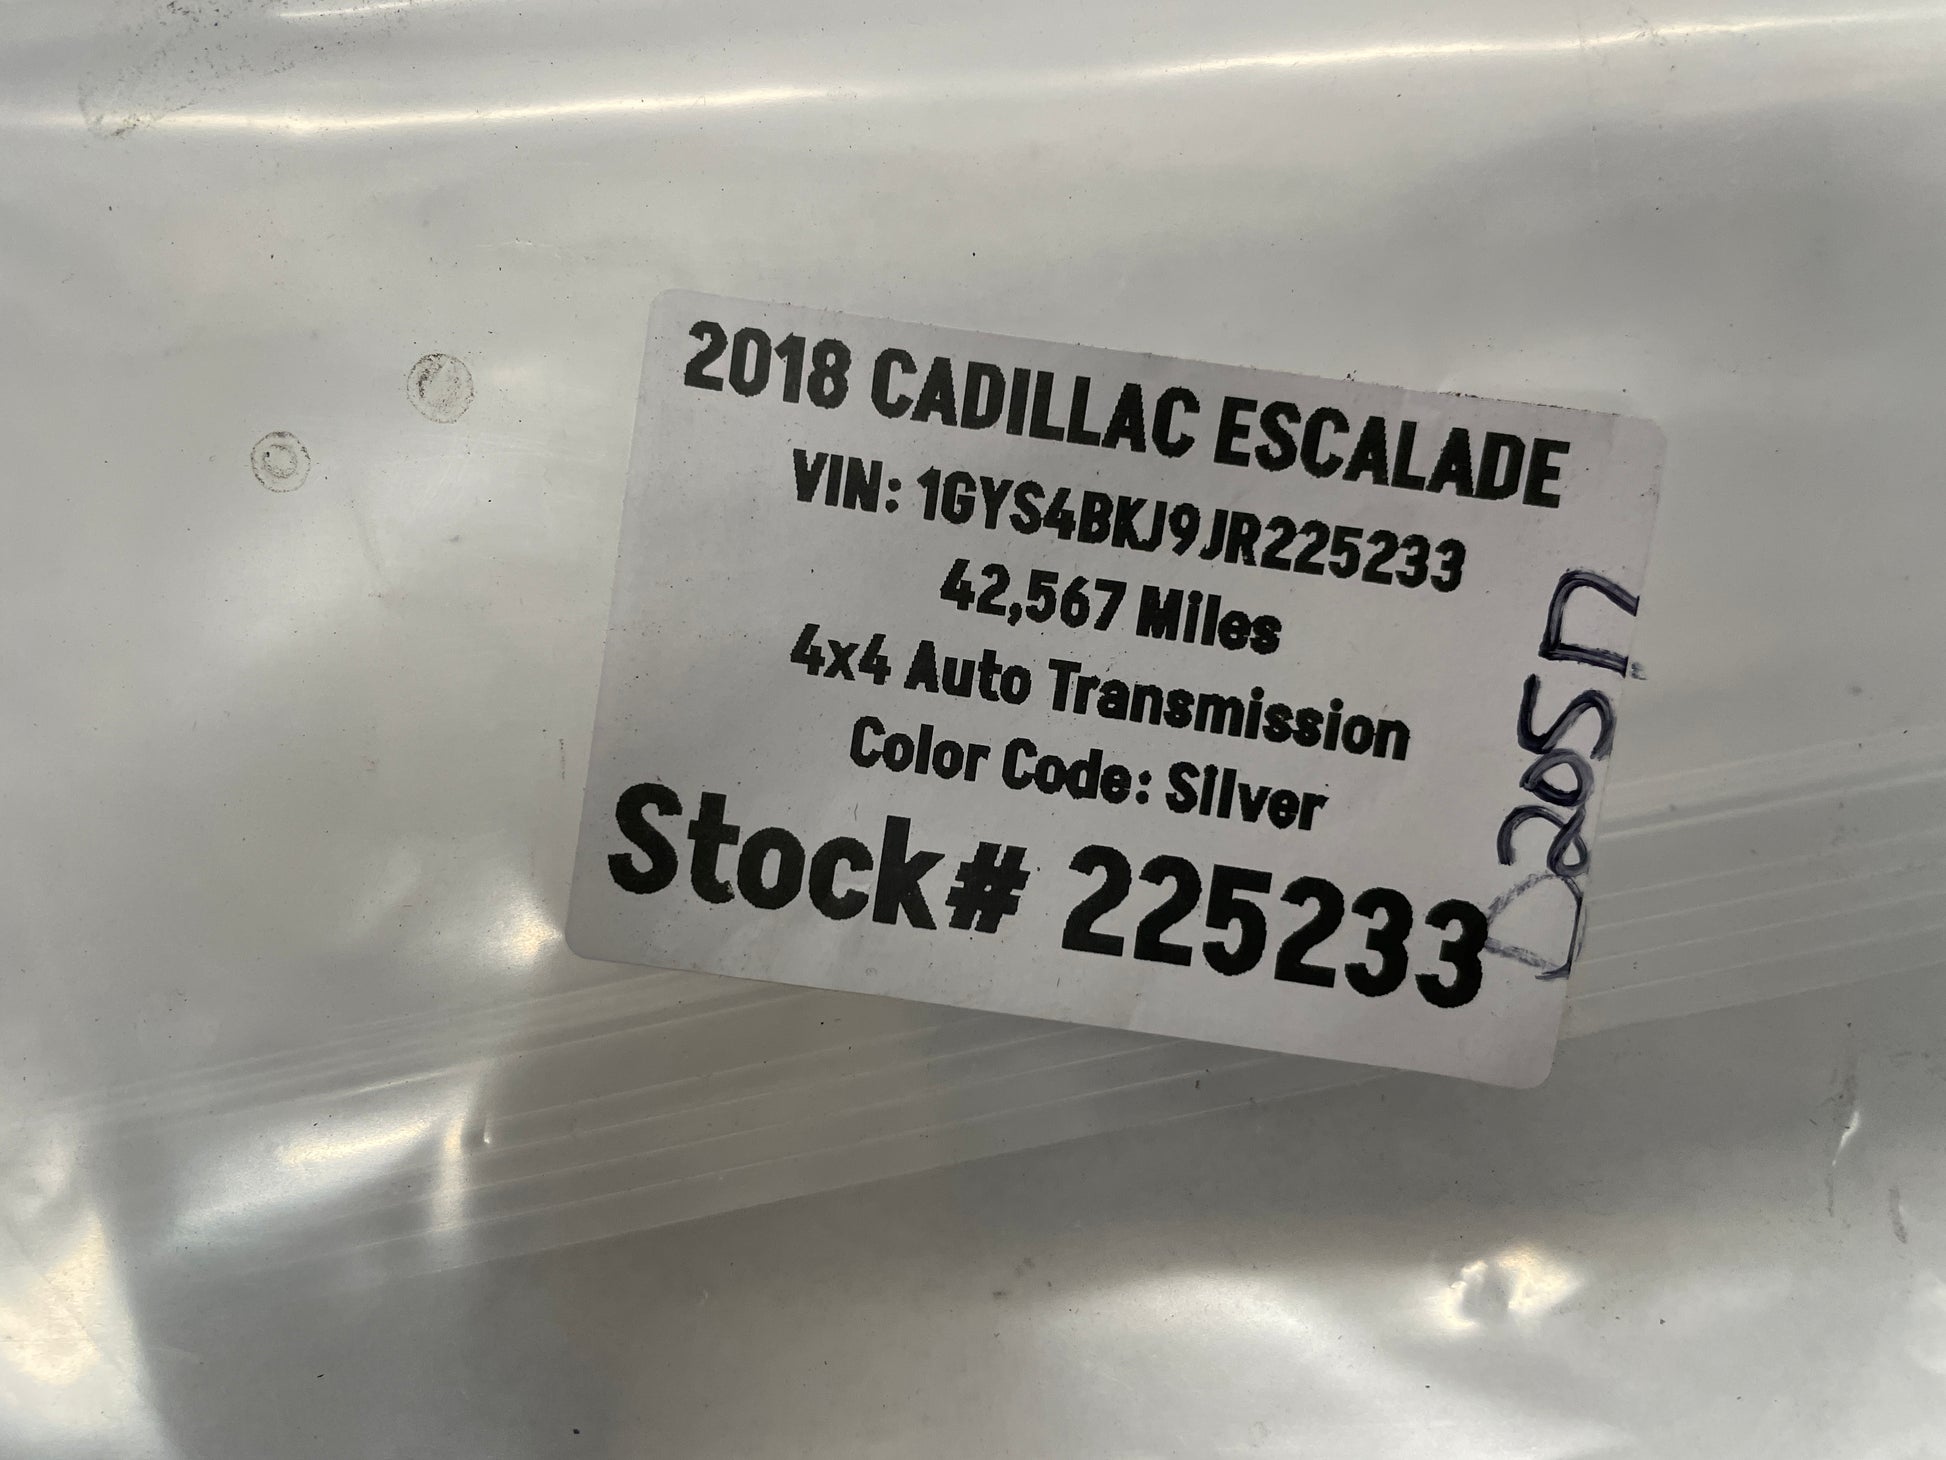 2018 CADILLAC ESCALADE
VIN: 1GYS4BKJ9JR225233
42,567 Miles
4x4 Auto Transmission
Color Code: Silver
Stock# 225233